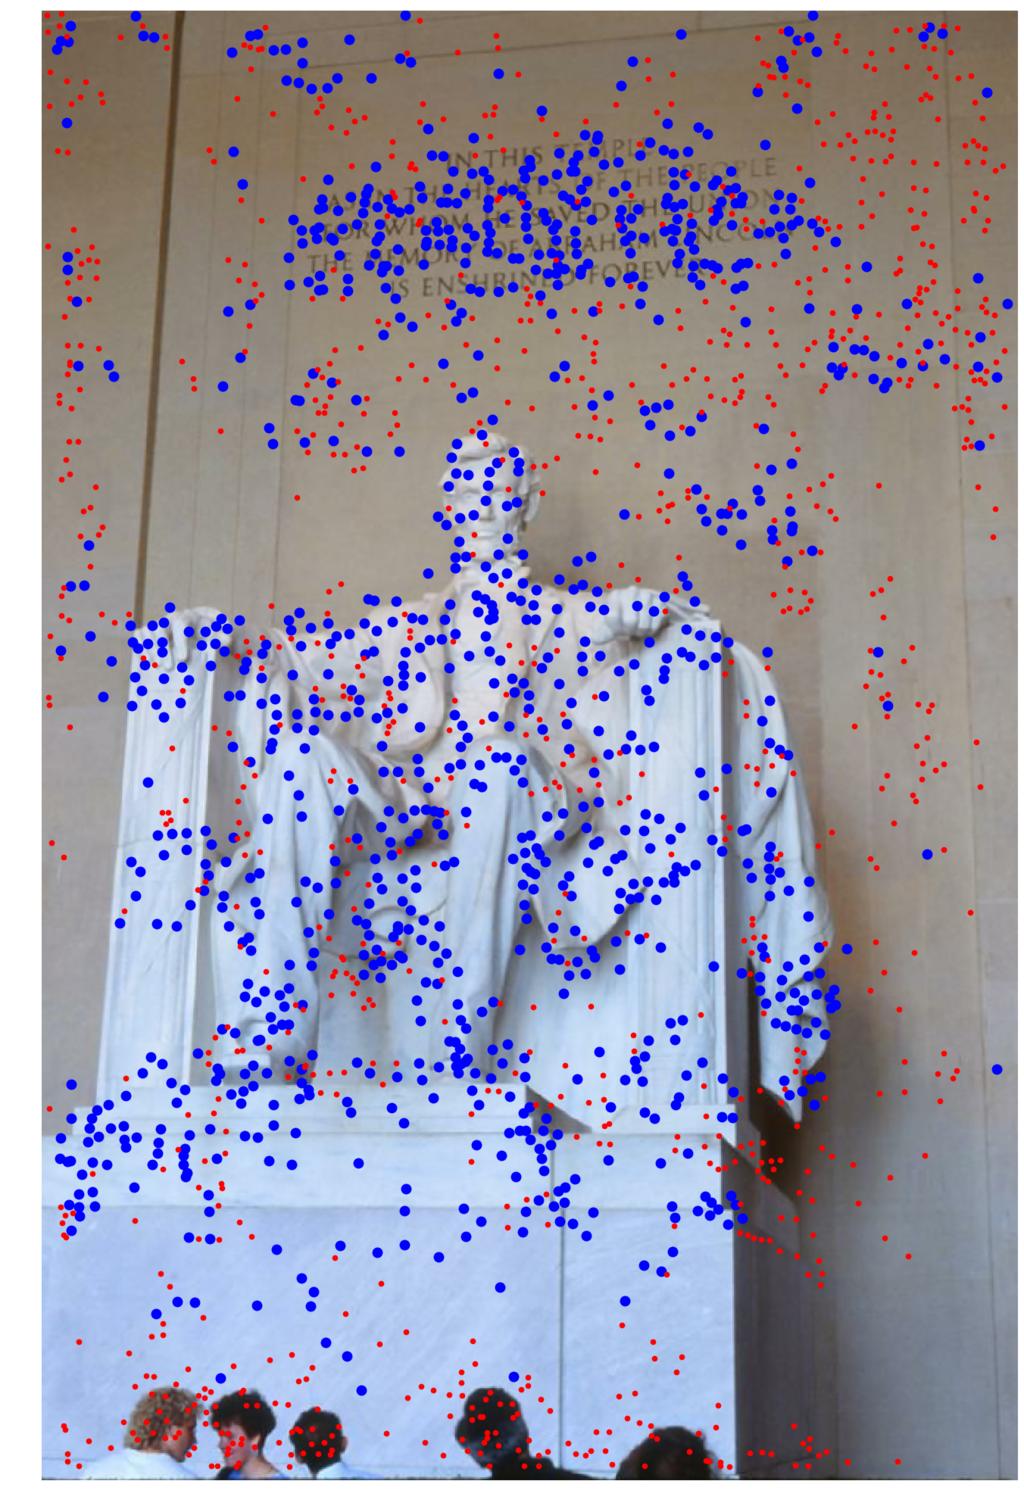 IN THIS TEMPLE
AS IN THE HEARTS OF THE PEOPLE
FOR WHOM HE SAVED THE UNION
THE MEMORY OF ABRAHAM LINCOLN
IS ENSHRINED FOREVER